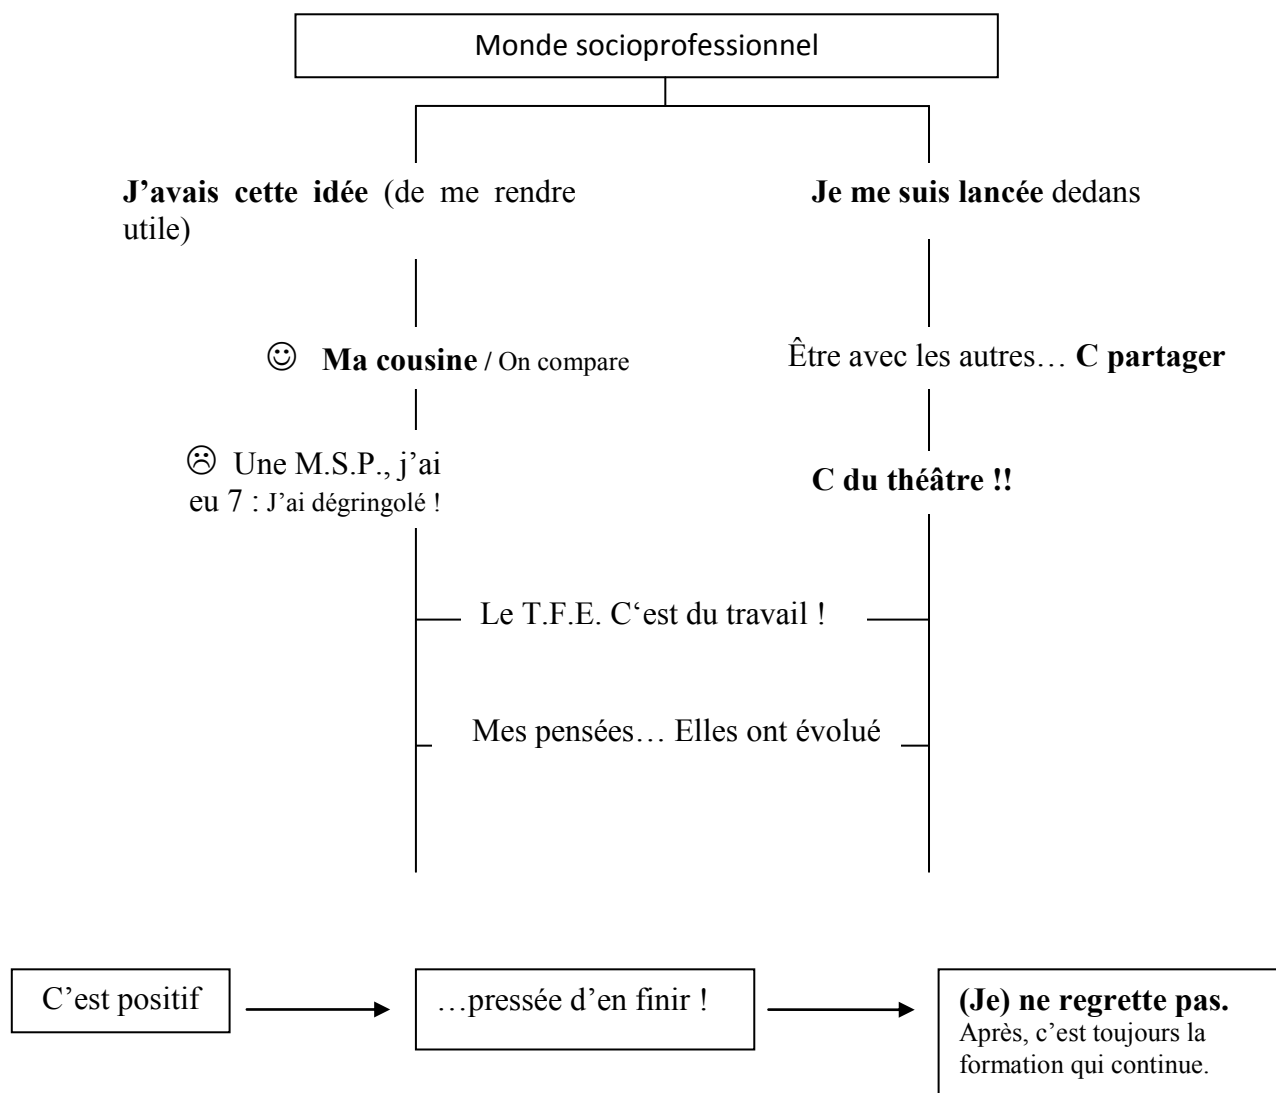 Monde socioprofessionnel
J’avais cette idée (de me rendre
utile)
Je me suis lancée dedans
☺ Ma cousine / On compare
Être avec les autres… C partager
☹ Une M.S.P., j’ai
eu 7 : J’ai dégringolé !
C du théâtre !!
Le T.F.E. C‘est du travail !
Mes pensées… Elles ont évolué
C’est positif
…pressée d’en finir !
(Je) ne regrette pas.
Après, c’est toujours la
formation qui continue.